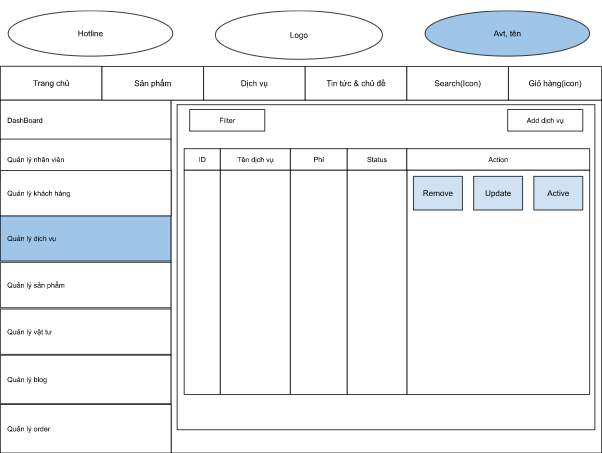 Hotline
Logo
Avt, tên
Trang chủ
Sản phẩm
Dịch vụ
Tin tức & chủ đề
Search(Icon)
Giỏ hàng(icon)
DashBoard
Quản lý nhân viên
Quản lý khách hàng
Quản lý dịch vụ
Quản lý sản phẩm
Quản lý vật tư
Quản lý blog
Quản lý order
Filter
Add dịch vụ
ID
Tên dịch vụ
Phí
Status
Action
Remove
Update
Active